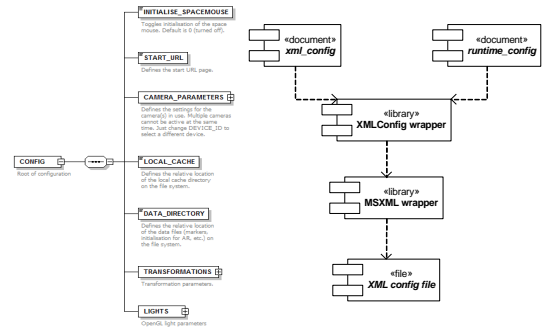 INITIALISE_SPACEMOUSE
Toggles initialisation of the space
mouse. Default is 0 (turned off).
START_URL
Defines the start URL page.
CAMERA_PARAMETERS
Defines the settings for the
camera(s) in use. Multiple cameras
cannot be active at the same
time. Just change DEVICE_ID to
select a different device.
CONFIG
Root of configuration
LOCAL_CACHE
Defines the relative location
of the local cache directory
on the file system.
DATA_DIRECTORY
Defines the relative location
of the data files (markers,
initialisation for AR, etc.) on
the file system.
TRANSFORMATIONS
Transformation parameters.
LIGHTS
OpenGL light parameters
«document»
xml_config
«document»
runtime_config
«library»
XMLConfig wrapper
«library»
MSXML wrapper
«file»
XML config file